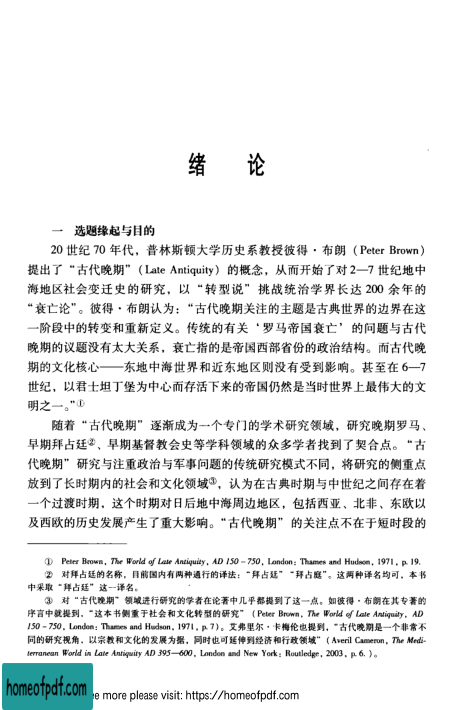 绪 论
一 选题缘起与目的
20 世纪 70 年代，普林斯顿大学历史系教授彼得·布朗（Peter Brown）
提出了“古代晚期”（Late Antiquity）的概念，从而开始了对 2—7 世纪地中
海地区社会变迁史的研究，以“转型说”挑战统治学界长达 200 余年的
“衰亡论”。彼得·布朗认为：“古代晚期关注的主题是古典世界的边界在这
一阶段中的转变和重新定义。传统的有关‘罗马帝国衰亡’的问题与古代
晚期的议题没有太大关系，衰亡指的是帝国西部省份的政治结构。而古代晚
期的文化核心——东地中海世界和近东地区则没有受到影响。甚至在 6—7
世纪，以君士坦丁堡为中心而存活下来的帝国仍然是当时世界上最伟大的文
明之一。”①
随着“古代晚期”逐渐成为一个专门的学术研究领域，研究晚期罗马、
早期拜占廷②、早期基督教会史等学科领域的众多学者找到了契合点。“古
代晚期”研究与注重政治与军事问题的传统研究模式不同，将研究的侧重点
放到了长时期内的社会和文化领域③，认为在古典时期与中世纪之间存在着
一个过渡时期，这个时期对日后地中海周边地区，包括西亚、北非、东欧以
及西欧的历史发展产生了重大影响。“古代晚期”的关注点不在于短时段的
① Peter Brown, The World of Late Antiquity, AD 150 – 750, London: Thames and Hudson, 1971, p. 19.
② 对拜占廷的名称，目前国内有两种通行的译法：“拜占廷”“拜占庭”。这两种译名均可，本书
中采取“拜占廷”这一译名。
③ 对“古代晚期”领域进行研究的学者在论著中几乎都提到了这一点。如彼得·布朗在其专著的
序言中就提到，“这本书侧重于社会和文化转型的研究”（Peter Brown, The World of Late Antiquity, AD
150 – 750, London: Thames and Hudson, 1971, p. 7）。艾弗里尔·卡梅伦也提到，“古代晚期是一个非常不
同的研究视角，以宗教和文化的发展为据，同时也可延伸到经济和行政领域”（Averil Cameron, The Medi-
terranean World in Late Antiquity AD 395—600, London and New York: Routledge, 2003, p. 6.）。
homeofpdf.com
e more please visit: https://homeofpdf.com